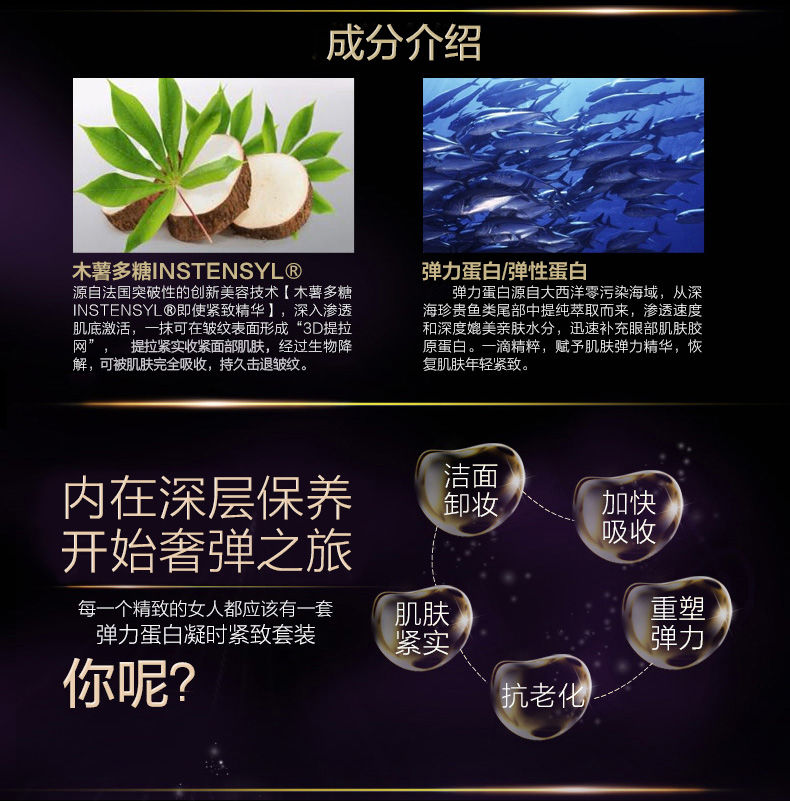 成分介绍
木薯多糖INSTENSYL®
源自法国突破性的创新美容技术【木薯多糖
INSTENSYL®即使紧致精华】，深入渗透
肌底激活，一抹可在皱纹表面形成“3D提拉
网”， 提拉紧实收紧面部肌肤，经过生物降
解，可被肌肤完全吸收，持久击退皱纹。
弹力蛋白/弹性蛋白
弹力蛋白源自大西洋零污染海域，从深
海珍贵鱼类尾部中提纯萃取而来，渗透速度
和深度媲美亲肤水分，迅速补充眼部肌肤胶
原蛋白。一滴精粹，赋予肌肤弹力精华，恢
复肌肤年轻紧致。
内在深层保养
开始奢弹之旅
每一个精致的女人都应该有一套
弹力蛋白凝时紧致套装
你呢?
洁面
卸妆
加快
吸收
肌肤
紧实
重塑
弹力
抗老化